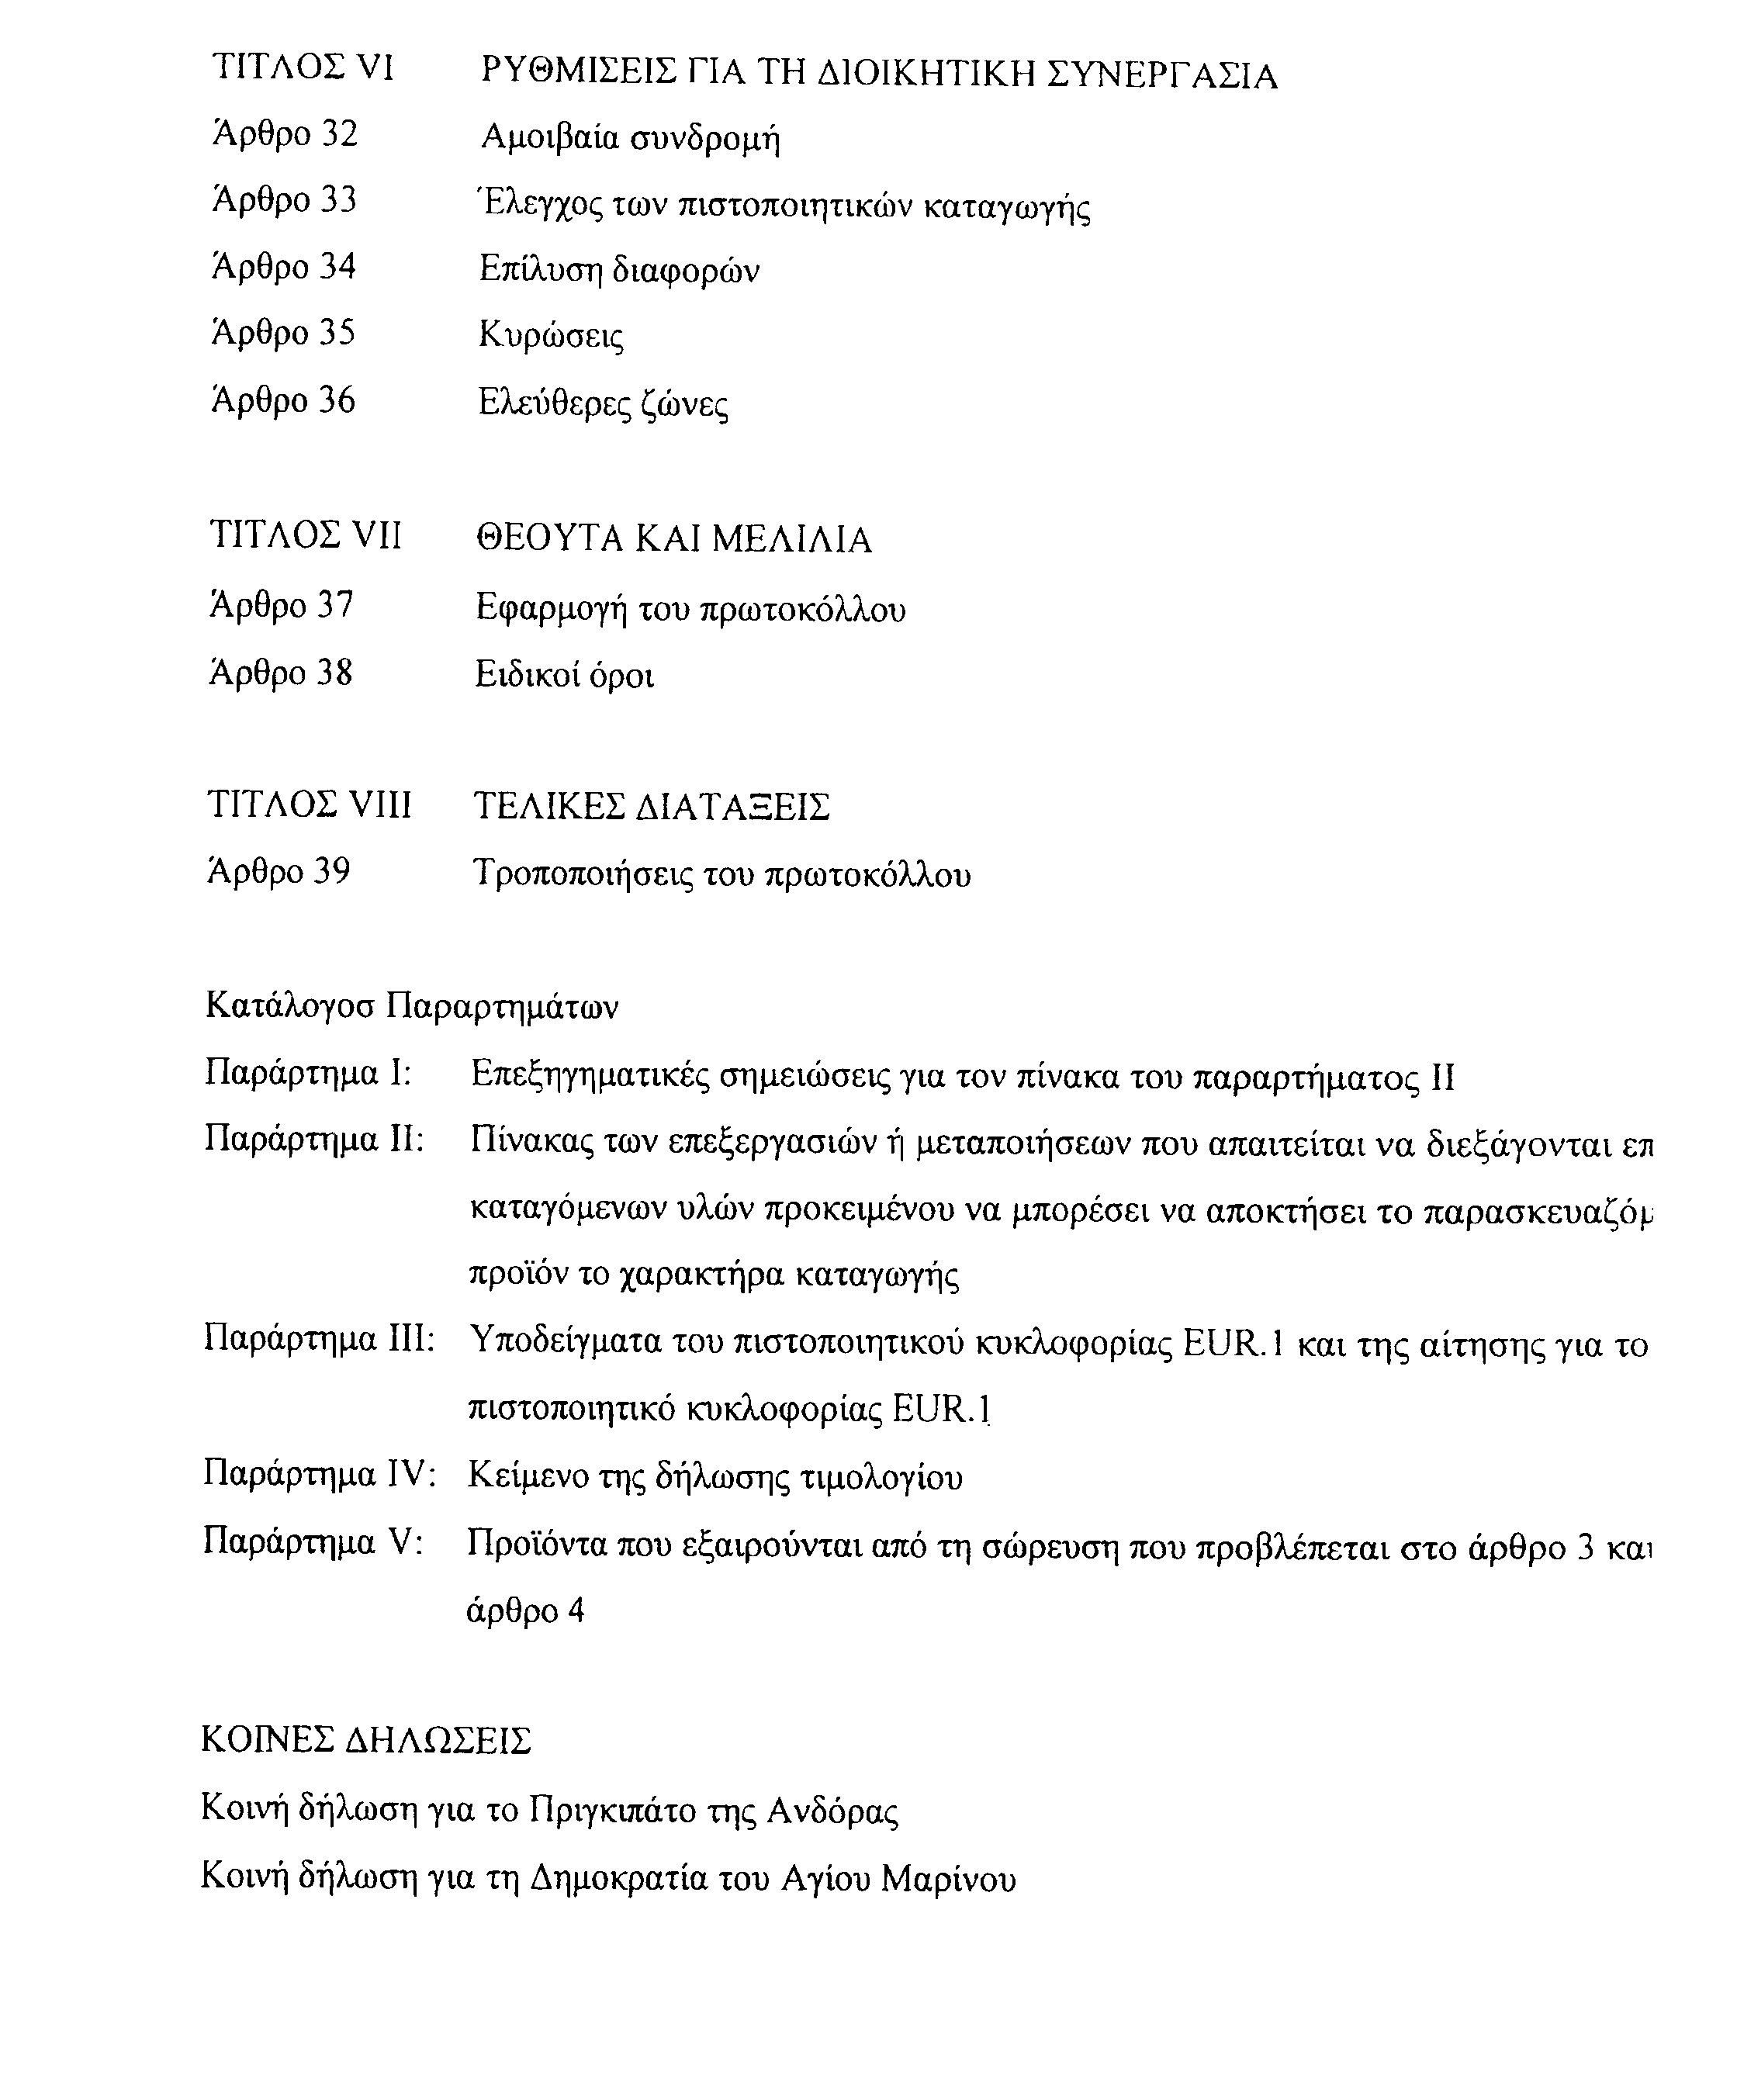 ΤΙΤΛΟΣ VI ΡΥΘΜΙΣΕΙΣ ΓΙΑ ΤΗ ΔΙΟΙΚΗΤΙΚΗ ΣΥΝΕΡΓΑΣΙΑ
Άρθρο 32 Αμοιβαία συνδρομή
Άρθρο 33 Έλεγχος των πιστοποιητικών καταγωγής
Άρθρο 34 Επίλυση διαφορών
Άρθρο 35 Κυρώσεις
Άρθρο 36 Ελεύθερες ζώνες
ΤΙΤΛΟΣ VII ΘΕΟΥΤΑ ΚΑΙ ΜΕΛΙΛΙΑ
Άρθρο 37 Εφαρμογή του πρωτοκόλλου
Άρθρο 38 Ειδικοί όροι
ΤΙΤΛΟΣ VIII ΤΕΛΙΚΕΣ ΔΙΑΤΑΞΕΙΣ
Άρθρο 39 Τροποποιήσεις του πρωτοκόλλου
Κατάλογοσ Παραρτημάτων
Παράρτημα I: Επεξηγηματικές σημειώσεις για τον πίνακα του παραρτήματος II
Παράρτημα II: Πίνακας των επεξεργασιών ή μεταποιήσεων που απαιτείται να διεξάγονται
καταγόμενων υλών προκειμένου να μπορέσει να αποκτήσει το
προϊόν το χαρακτήρα καταγωγής
Παράρτημα III: Υποδείγματα του πιστοποιητικού κυκλοφορίας EUR.1 και της αίτησης για το
πιστοποιητικό κυκλοφορίας EUR.1
Παράρτημα IV: Κείμενο της δήλωσης τιμολογίου
Παράρτημα V: Προϊόντα που εξαιρούνται από τη σώρευση που προβλέπεται στο άρθρο 3 και
άρθρο 4
ΚΟΙΝΕΣ ΔΗΛΩΣΕΙΣ
Κοινή δήλωση για το Πριγκιπάτο της Ανδόρας
Κοινή δήλωση για τη Δημοκρατία του Αγίου Μαρίνου